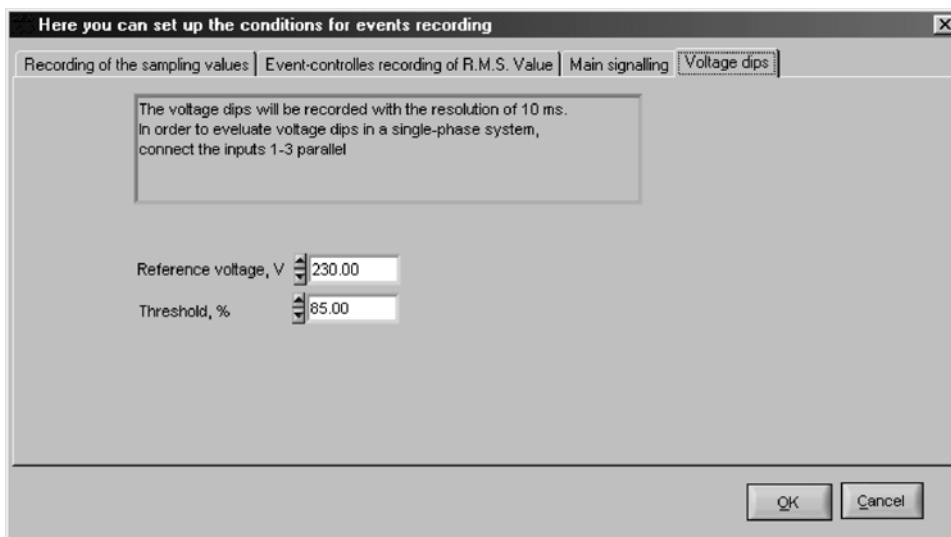 Here you can set up the conditions for events recording
Recording of the sampling values Event-controlles recording of R.M.S. Value Main signalling Voltage dips
The voltage dips will be recorded with the resolution of 10 ms.
In order to eveluate voltage dips in a single-phase system,
connect the inputs 1-3 parallel
Reference voltage, V 230.00
Threshold, % 85.00
OK Cancel